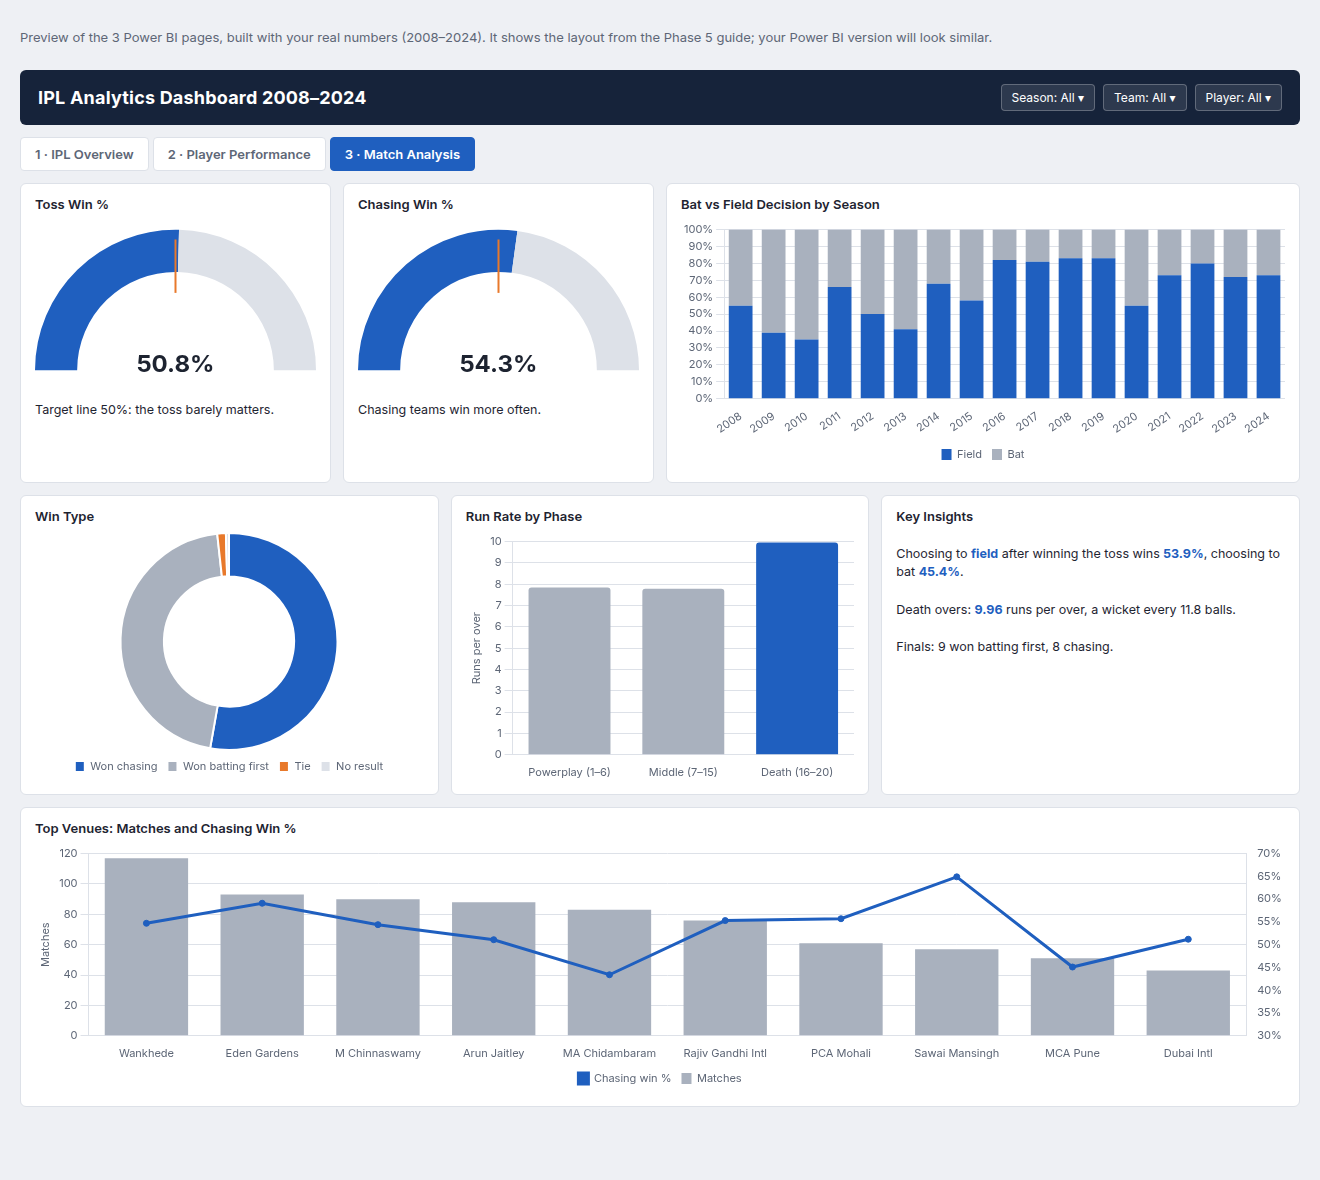 Preview of the 3 Power BI pages, built with your real numbers (2008–2024). It shows the layout from the Phase 5 guide; your Power BI version will look similar.
IPL Analytics Dashboard 2008–2024
Season: All ▾
Team: All ▾
Player: All ▾
1 · IPL Overview
2 · Player Performance
3 · Match Analysis
Toss Win %
50.8%
Target line 50%: the toss barely matters.
Chasing Win %
54.3%
Chasing teams win more often.
Bat vs Field Decision by Season
100%
90%
80%
70%
60%
50%
40%
30%
20%
10%
0%
2008
2009
2010
2011
2012
2013
2014
2015
2016
2017
2018
2019
2020
2021
2022
2023
2024
Field
Bat
Win Type
Won chasing
Won batting first
Tie
No result
Run Rate by Phase
Runs per over
10
9
8
7
6
5
4
3
2
1
0
Powerplay (1–6)
Middle (7–15)
Death (16–20)
Key Insights
Choosing to field after winning the toss wins 53.9%, choosing to
bat 45.4%.
Death overs: 9.96 runs per over, a wicket every 11.8 balls.
Finals: 9 won batting first, 8 chasing.
Top Venues: Matches and Chasing Win %
Matches
120
100
80
60
40
20
0
70%
65%
60%
55%
50%
45%
40%
35%
30%
Wankhede
Eden Gardens
M Chinnaswamy
Arun Jaitley
MA Chidambaram
Rajiv Gandhi Intl
PCA Mohali
Sawai Mansingh
MCA Pune
Dubai Intl
Chasing win %
Matches